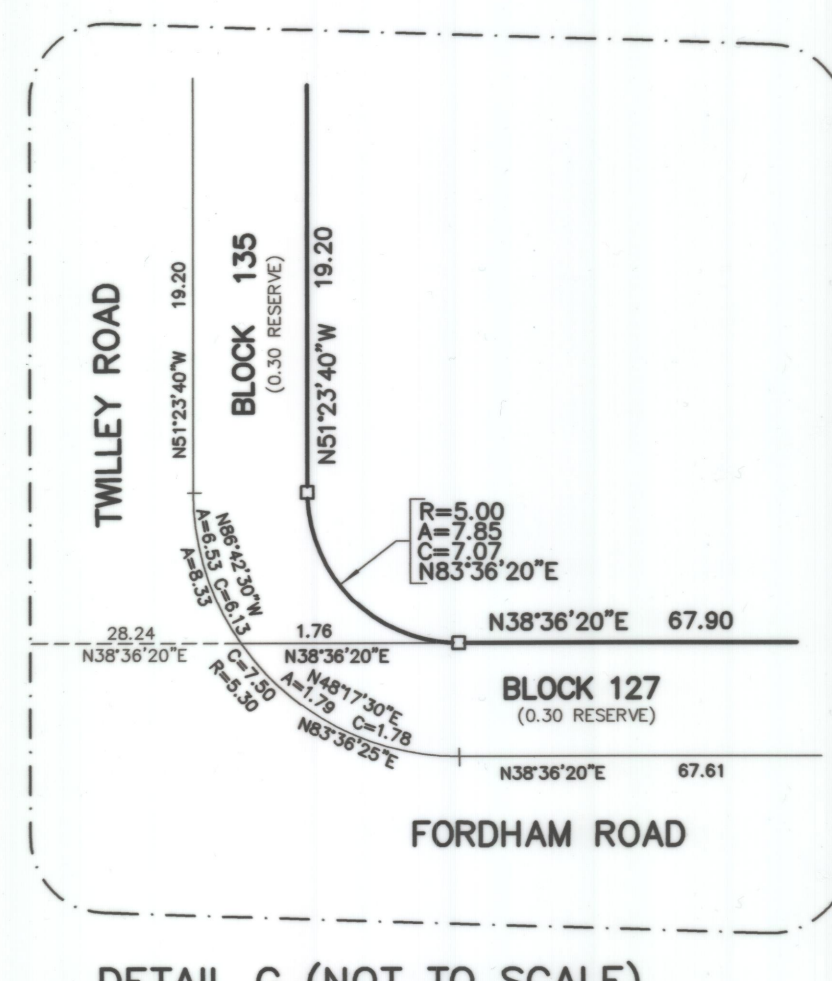 TWILLEY ROAD
N51°23'40"W 19.20
BLOCK 135
(0.30 RESERVE)
N51°23'40"W 19.20
R=5.00
A=7.85
C=7.07
N83°36'20"E
N86°42'30"W
A=6.53 C=6.13
A=8.33
28.24
N38°36'20"E
1.76
N38°36'20"E
N38°36'20"E 67.90
C=7.50
R=5.30
N48°17'30"E
A=1.79 C=1.78
N83°36'25"E
BLOCK 127
(0.30 RESERVE)
N38°36'20"E 67.61
FORDHAM ROAD
DETAIL C (NOT TO SCALE)